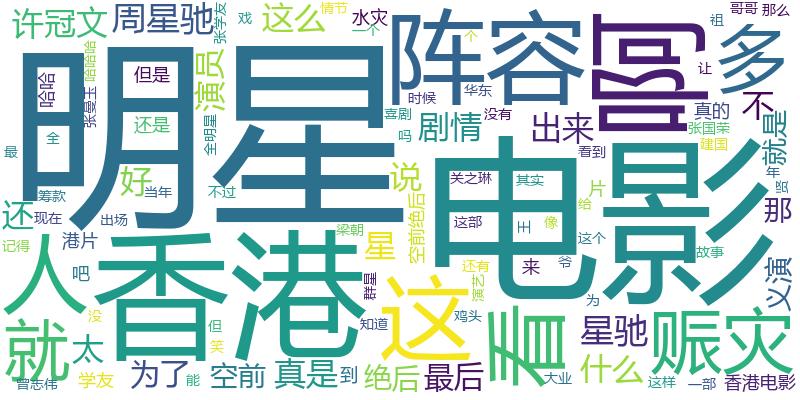 许冠文
周星驰
张学友
戏
这么
情节
水灾
一个
阵容
啊
祖
哥哥
那么
多
让
明星
哈哈
哈哈哈
张曼玉
但是
还是
演员
全明星
全
最
时候
华东
个
喜剧
吗
没有
剧情
出来
看到
真的
张国荣
建国
不
就是
年
贤
好
筹款
当年
不过
说
关之琳
其实
片
给
电影
还
现在
出场
梁朝
空前绝后
这部
王
像
那
记得
港片
吧
星
群星
还有
演艺
来
爷
这个
为
故事
义演
人
香港
没
但
笑
知道
这
鸡头
看
星驰
赈灾
就
太
曾志伟
学友
为了
能
空前
真是
到
绝后
最后
什么
大业
这样
一部
香港电影